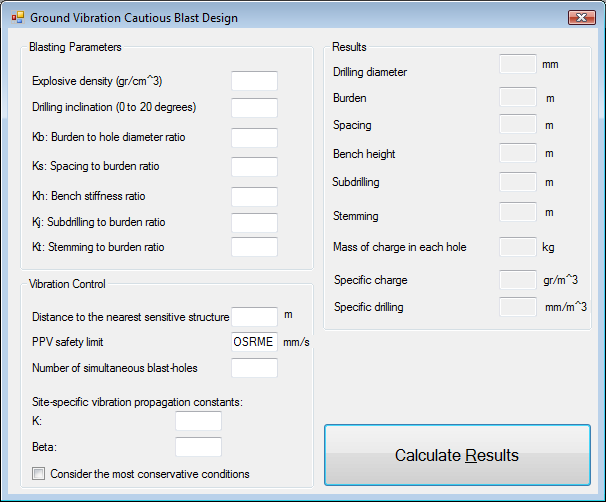 Ground Vibration Cautious Blast Design
Blasting Parameters
Explosive density (gr/cm^3)
Drilling inclination (0 to 20 degrees)
Kb: Burden to hole diameter ratio
Ks: Spacing to burden ratio
Kh: Bench stiffness ratio
Kj: Subdrilling to burden ratio
Kt: Stemming to burden ratio
Vibration Control
Distance to the nearest sensitive structure m
PPV safety limit OSRME mm/s
Number of simultaneous blast-holes
Site-specific vibration propagation constants:
K:
Beta:
Consider the most conservative conditions
Results
Drilling diameter mm
Burden m
Spacing m
Bench height m
Subdrilling m
Stemming m
Mass of charge in each hole kg
Specific charge gr/m^3
Specific drilling mm/m^3
Calculate Results